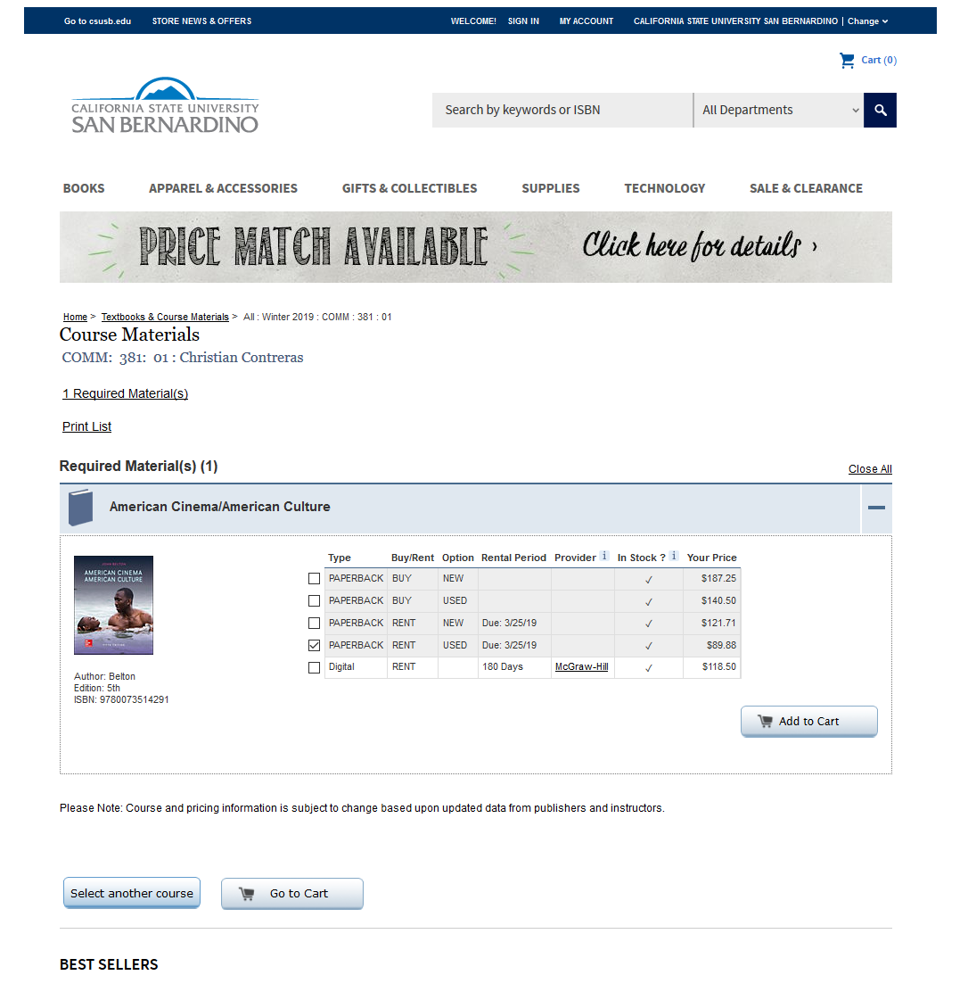 Go to csusb.edu STORE NEWS & OFFERS WELCOME! SIGN IN MY ACCOUNT CALIFORNIA STATE UNIVERSITY SAN BERNARDINO | Change
Cart (0)
CALIFORNIA STATE UNIVERSITY
SAN BERNARDINO
Search by keywords or ISBN All Departments
BOOKS APPAREL & ACCESSORIES GIFTS & COLLECTIBLES SUPPLIES TECHNOLOGY SALE & CLEARANCE
PRICE MATCH AVAILABLE Click here for details ›
Home > Textbooks & Course Materials > All : Winter 2019 : COMM : 381 : 01
Course Materials
COMM: 381: 01 : Christian Contreras
1 Required Material(s)
Print List
Required Material(s) (1) Close All
American Cinema/American Culture
JOHN BELTON
AMERICAN CINEMA
AMERICAN CULTURE
FIFTH EDITION
Author: Belton
Edition: 5th
ISBN: 9780073514291
Type Buy/Rent Option Rental Period Provider i In Stock ? i Your Price
PAPERBACK BUY NEW ✓ $187.25
PAPERBACK BUY USED ✓ $140.50
PAPERBACK RENT NEW Due: 3/25/19 ✓ $121.71
PAPERBACK RENT USED Due: 3/25/19 ✓ $89.88
Digital RENT 180 Days McGraw-Hill ✓ $118.50
Add to Cart
Please Note: Course and pricing information is subject to change based upon updated data from publishers and instructors.
Select another course Go to Cart
BEST SELLERS